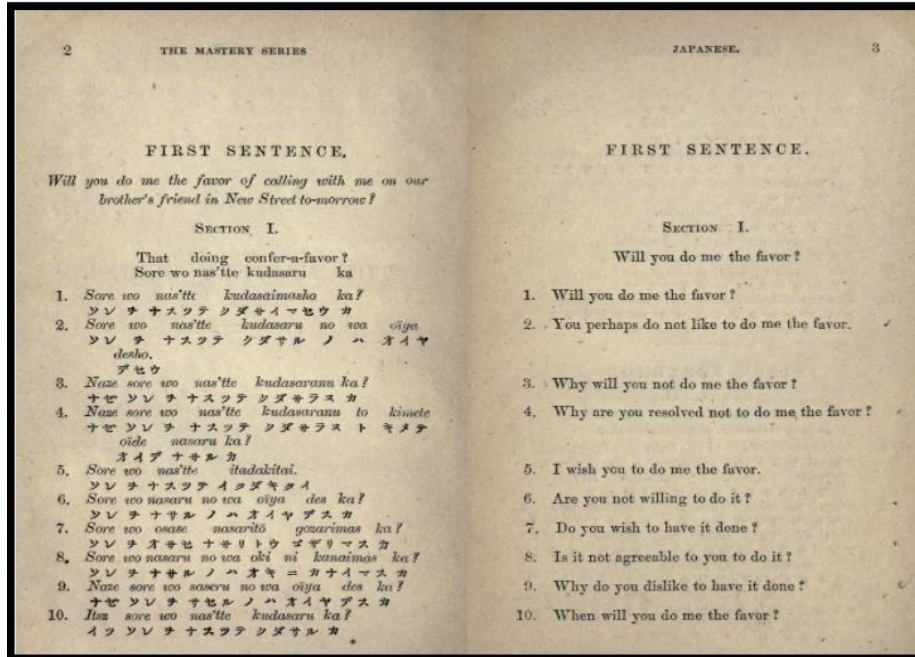 2 THE MASTERY SERIES
FIRST SENTENCE.
Will you do me the favor of calling with me on our
brother's friend in New Street to-morrow?
SECTION I.
That doing confer-a-favor?
Sore wo nas'tte kudasaru ka
1. Sore wo nas'tte kudasaimasho ka?
ソレ ヲ ナスツテ クダサイマセウ カ
2. Sore wo nas'tte kudasaru no wa oïya
ソレ ヲ ナスツテ クダサル ノ ハ オイヤ
desho.
デセウ
3. Naze sore wo nas'tte kudasaranu ka?
ナゼ ソレ ヲ ナスツテ クダサラヌ カ
4. Naze sore wo nas'tte kudasaranu to kimete
ナゼ ソレ ヲ ナスツテ クダサラヌ ト キメテ
oïde nasaru ka?
オイデ ナサル カ
5. Sore wo nas'tte itadakitai.
ソレ ヲ ナスツテ イタダキタイ
6. Sore wo nasaru no wa oïya des ka?
ソレ ヲ ナサル ノ ハ オイヤ デス カ
7. Sore wo osase nasaritō gozarimas ka?
ソレ ヲ オサセ ナサリトウ ゴザリマス カ
8. Sore wo nasaru no wa oki ni kanaimas ka?
ソレ ヲ ナサル ノ ハ オキ ニ カナイマス カ
9. Naze sore wo saseru no wa oïya des ka?
ナゼ ソレ ヲ サセル ノ ハ オイヤ デス カ
10. Itsz sore wo nas'tte kudasaru ka?
イツ ソレ ヲ ナスツテ クダサル カ
JAPANESE. 3
FIRST SENTENCE.
SECTION I.
Will you do me the favor?
1. Will you do me the favor?
2. You perhaps do not like to do me the favor.
3. Why will you not do me the favor?
4. Why are you resolved not to do me the favor?
5. I wish you to do me the favor.
6. Are you not willing to do it?
7. Do you wish to have it done?
8. Is it not agreeable to you to do it?
9. Why do you dislike to have it done?
10. When will you do me the favor?